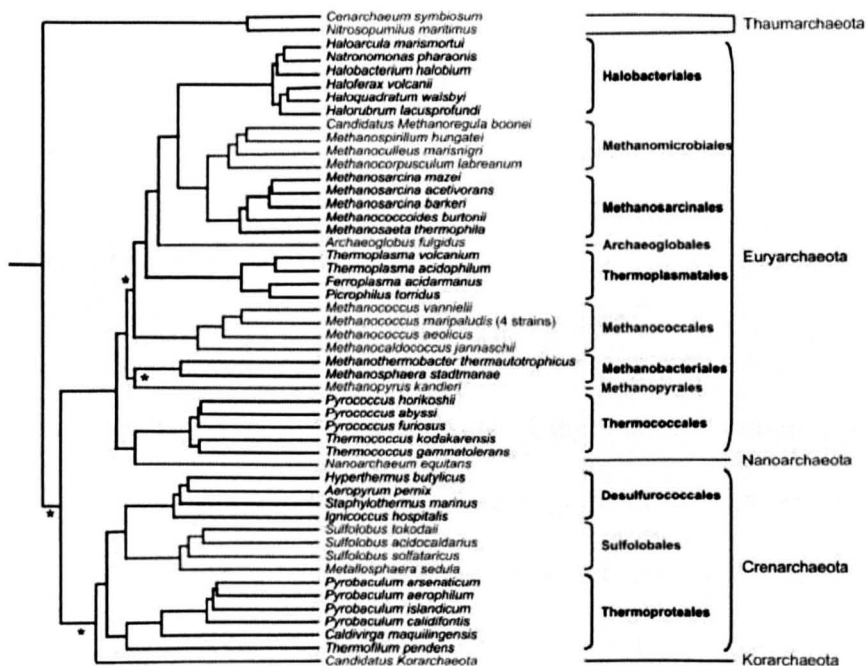 Cenarchaeum symbiosum
Nitrosopumilus maritimus
Thaumarchaeota
Haloarcula marismortui
Natronomonas pharaonis
Halobacterium halobium
Haloferax volcanii
Haloquadratum walsbyi
Halorubrum lacusprofundi
Halobacteriales
Candidatus Methanoregula boonei
Methanospirillum hungatei
Methanoculleus marisnigri
Methanocorpusculum labreanum
Methanomicrobiales
Methanosarcina mazei
Methanosarcina acetivorans
Methanosarcina barkeri
Methanococcoides burtonii
Methanosaeta thermophila
Methanosarcinales
Archaeoglobus fulgidus
Archaeoglobales
Thermoplasma volcanium
Thermoplasma acidophilum
Ferroplasma acidarmanus
Picrophilus torridus
Thermoplasmatales
Methanococcus vannielii
Methanococcus maripaludis (4 strains)
Methanococcus aeolicus
Methanocaldococcus jannaschii
Methanococcales
Methanothermobacter thermautotrophicus
Methanosphaera stadtmanae
Methanobacteriales
Methanopyrus kandleri
Methanopyrales
Pyrococcus horikoshii
Pyrococcus abyssi
Pyrococcus furiosus
Thermococcus kodakarensis
Thermococcus gammatolerans
Thermococcales
Euryarchaeota
Nanoarchaeum equitans
Nanoarchaeota
Hyperthermus butylicus
Aeropyrum pernix
Staphylothermus marinus
Ignicoccus hospitalis
Desulfurococcales
Sulfolobus tokodaii
Sulfolobus acidocaldarius
Sulfolobus solfataricus
Metallosphaera sedula
Sulfolobales
Pyrobaculum arsenaticum
Pyrobaculum aerophilum
Pyrobaculum islandicum
Pyrobaculum calidifontis
Caldivirga maquilingensis
Thermofilum pendens
Thermoproteales
Crenarchaeota
Candidatus Korarchaeota
Korarchaeota
*
*
*
*